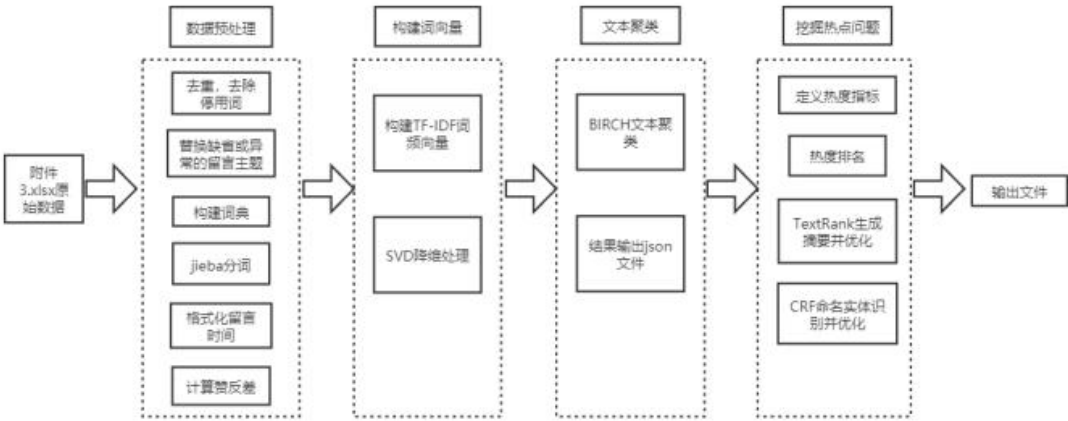 数据预处理
构建词向量
文本聚类
挖掘热点问题
附件
3.xlsx原
始数据
去重，去除
停用词
替换缺省或异
常的留言主题
构建词典
jieba分词
格式化留言
时间
计算赞反差
构建TF-IDF词
频向量
SVD降维处理
BIRCH文本聚
类
结果输出json
文件
定义热度指标
热度排名
TextRank生成
摘要并优化
CRF命名实体识
别并优化
输出文件